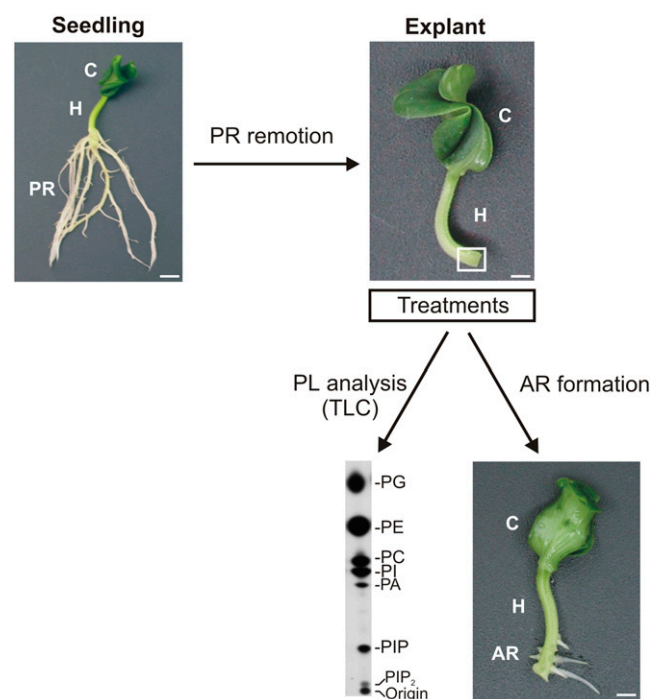 Seedling
Explant
C
H
PR
PR remotion
C
H
Treatments
PL analysis
(TLC)
AR formation
-PG
-PE
-PC
-PI
-PA
-PIP
-PIP₂
-Origin
C
H
AR